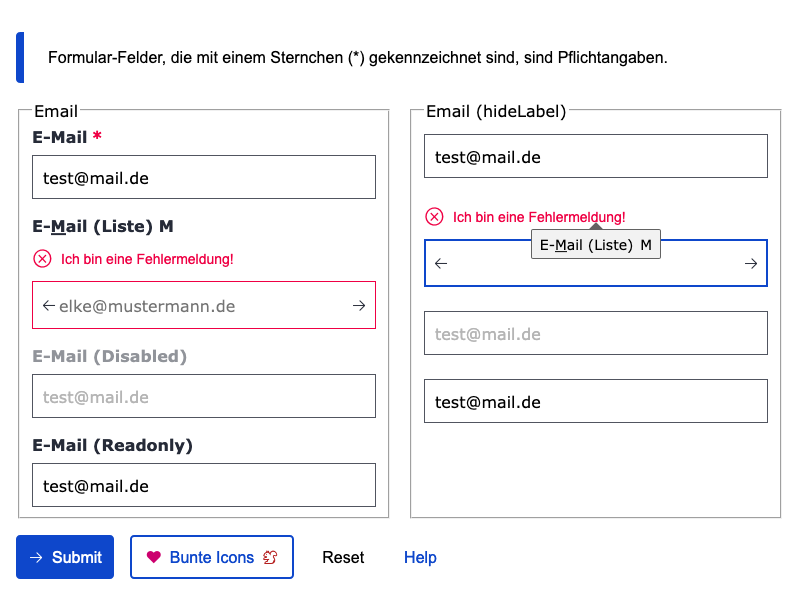 Formular-Felder, die mit einem Sternchen (*) gekennzeichnet sind, sind Pflichtangaben.
Email
E-Mail *
test@mail.de
E-Mail (Liste) M
Ich bin eine Fehlermeldung!
elke@mustermann.de
E-Mail (Disabled)
test@mail.de
E-Mail (Readonly)
test@mail.de
Email (hideLabel)
test@mail.de
Ich bin eine Fehlermeldung!
E-Mail (Liste) M
test@mail.de
test@mail.de
Submit
Bunte Icons
Reset
Help